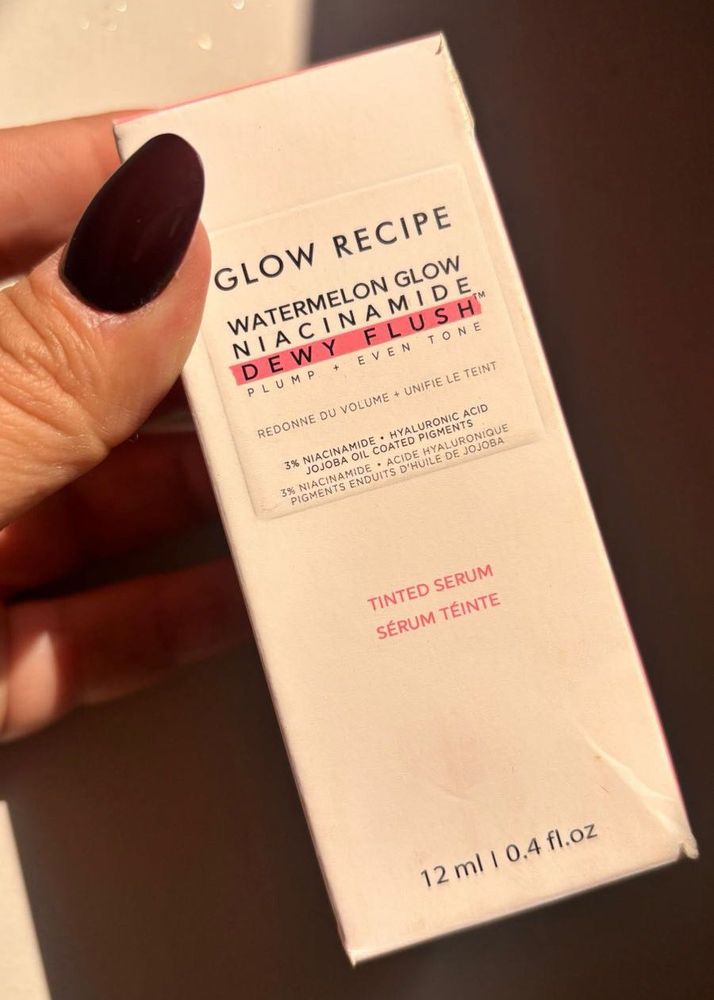 GLOW RECIPE
WATERMELON GLOW
NIACINAMIDE
DEWY FLUSH™
PLUMP + EVEN TONE
REDONNE DU VOLUME + UNIFIE LE TEINT
3% NIACINAMIDE • HYALURONIC ACID
JOJOBA OIL COATED PIGMENTS
3% NIACINAMIDE • ACIDE HYALURONIQUE
PIGMENTS ENDUITS D'HUILE DE JOJOBA
TINTED SERUM
SÉRUM TÉINTE
12 ml | 0.4 fl.oz